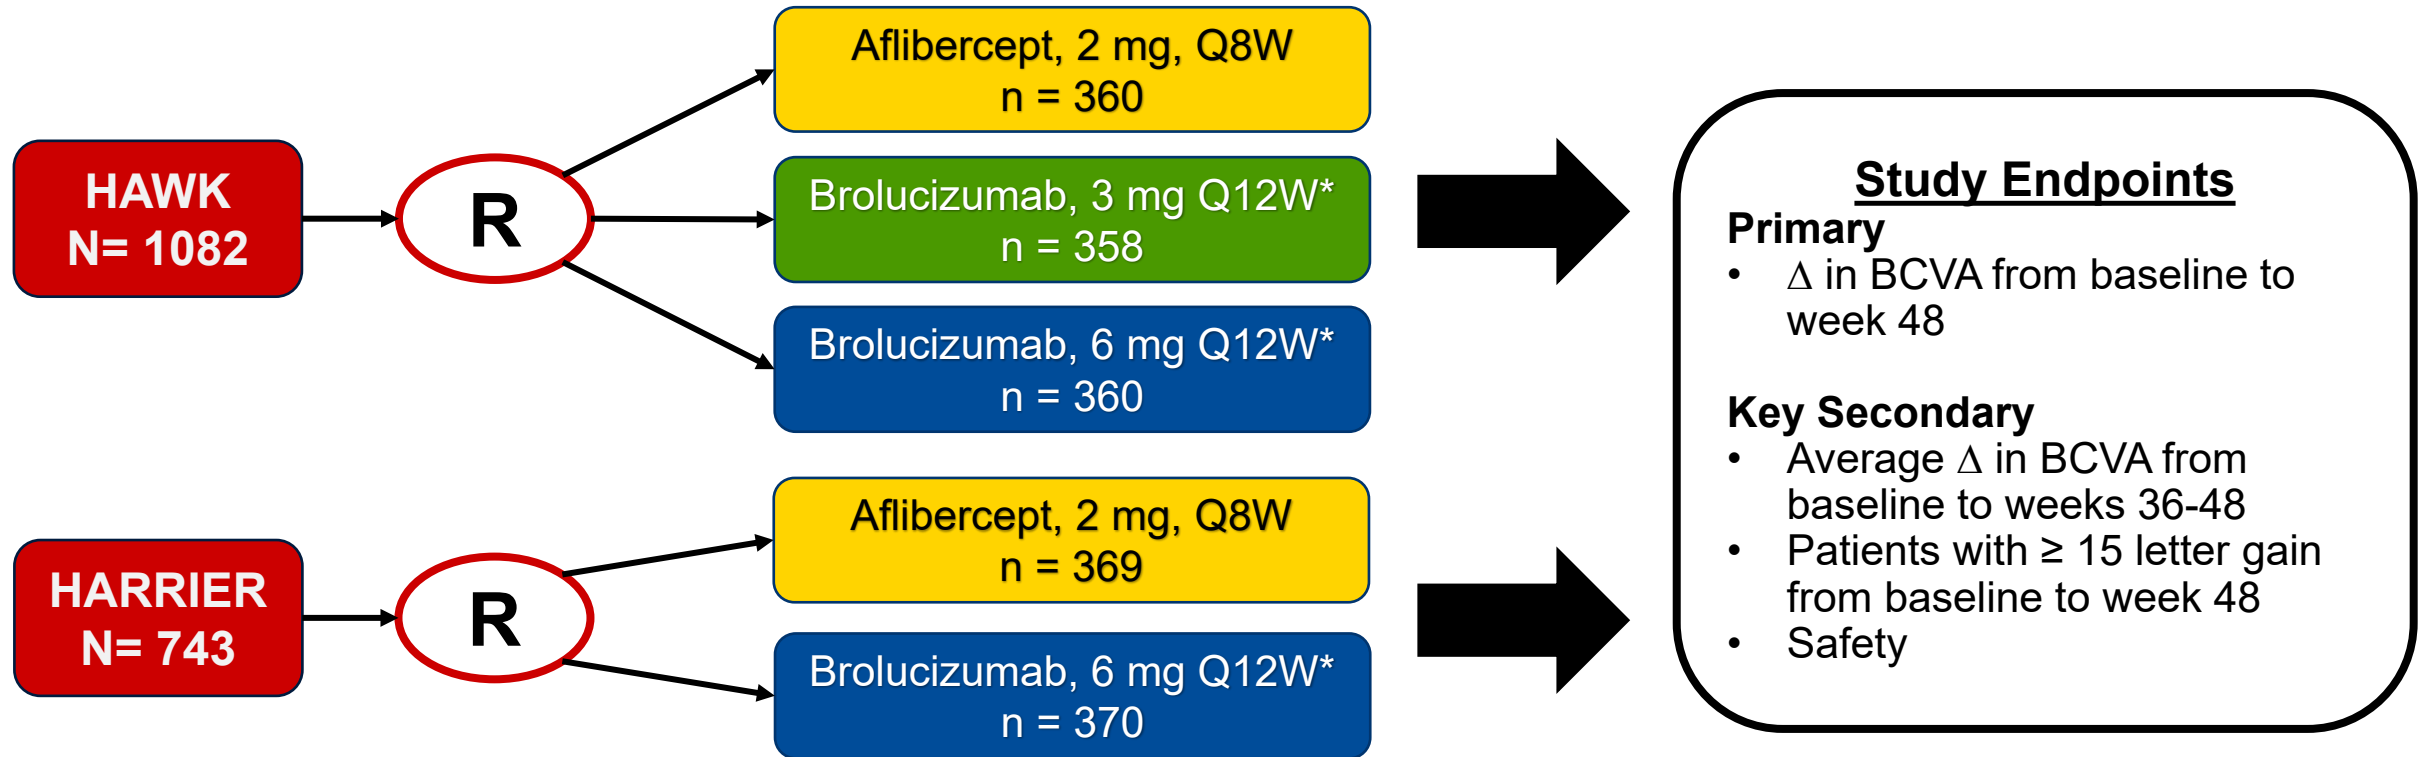 HAWK
N= 1082
R
Aflibercept, 2 mg, Q8W
n = 360
Brolucizumab, 3 mg Q12W*
n = 358
Brolucizumab, 6 mg Q12W*
n = 360
HARRIER
N= 743
R
Aflibercept, 2 mg, Q8W
n = 369
Brolucizumab, 6 mg Q12W*
n = 370
Study Endpoints
Primary
• Δ in BCVA from baseline to
week 48
Key Secondary
• Average Δ in BCVA from
baseline to weeks 36-48
• Patients with ≥ 15 letter gain
from baseline to week 48
• Safety